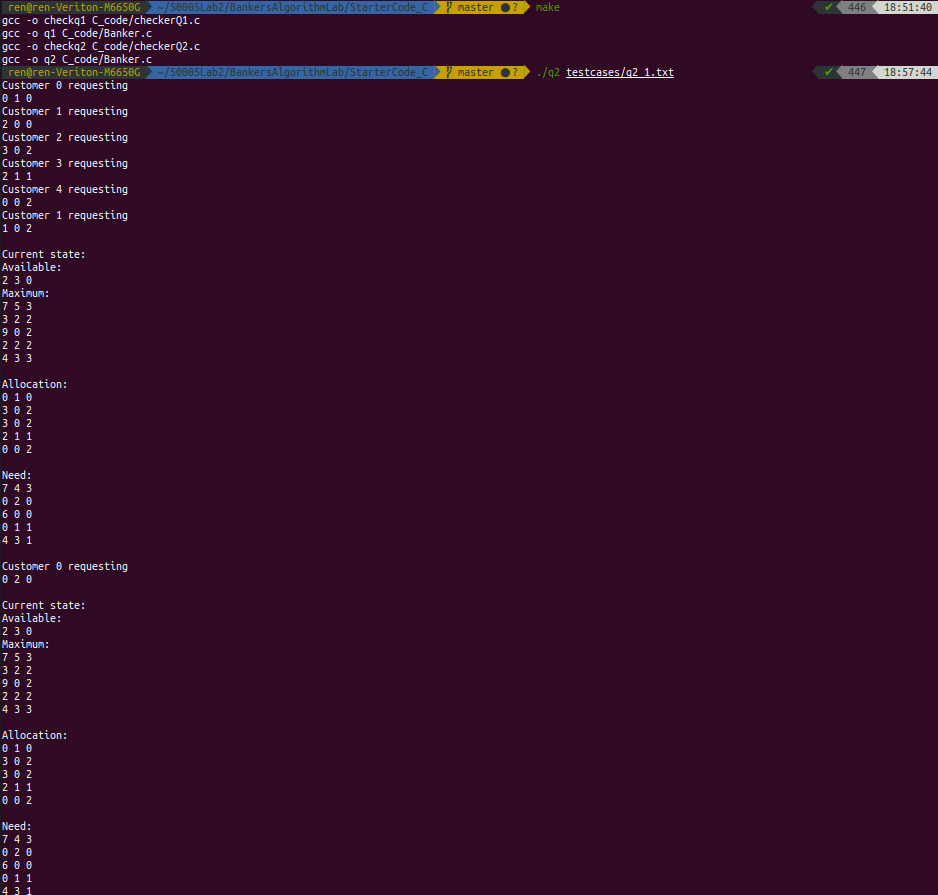 ren@ren-Veriton-M6650G ~/50005Lab2/BankersAlgorithmLab/StarterCode_C master ●? make ✔ 446 18:51:40
gcc -o checkq1 C_code/checkerQ1.c
gcc -o q1 C_code/Banker.c
gcc -o checkq2 C_code/checkerQ2.c
gcc -o q2 C_code/Banker.c
ren@ren-Veriton-M6650G ~/50005Lab2/BankersAlgorithmLab/StarterCode_C master ●? ./q2 testcases/q2_1.txt ✔ 447 18:57:44
Customer 0 requesting
0 1 0
Customer 1 requesting
2 0 0
Customer 2 requesting
3 0 2
Customer 3 requesting
2 1 1
Customer 4 requesting
0 0 2
Customer 1 requesting
1 0 2
Current state:
Available:
2 3 0
Maximum:
7 5 3
3 2 2
9 0 2
2 2 2
4 3 3
Allocation:
0 1 0
3 0 2
3 0 2
2 1 1
0 0 2
Need:
7 4 3
0 2 0
6 0 0
0 1 1
4 3 1
Customer 0 requesting
0 2 0
Current state:
Available:
2 3 0
Maximum:
7 5 3
3 2 2
9 0 2
2 2 2
4 3 3
Allocation:
0 1 0
3 0 2
3 0 2
2 1 1
0 0 2
Need:
7 4 3
0 2 0
6 0 0
0 1 1
4 3 1